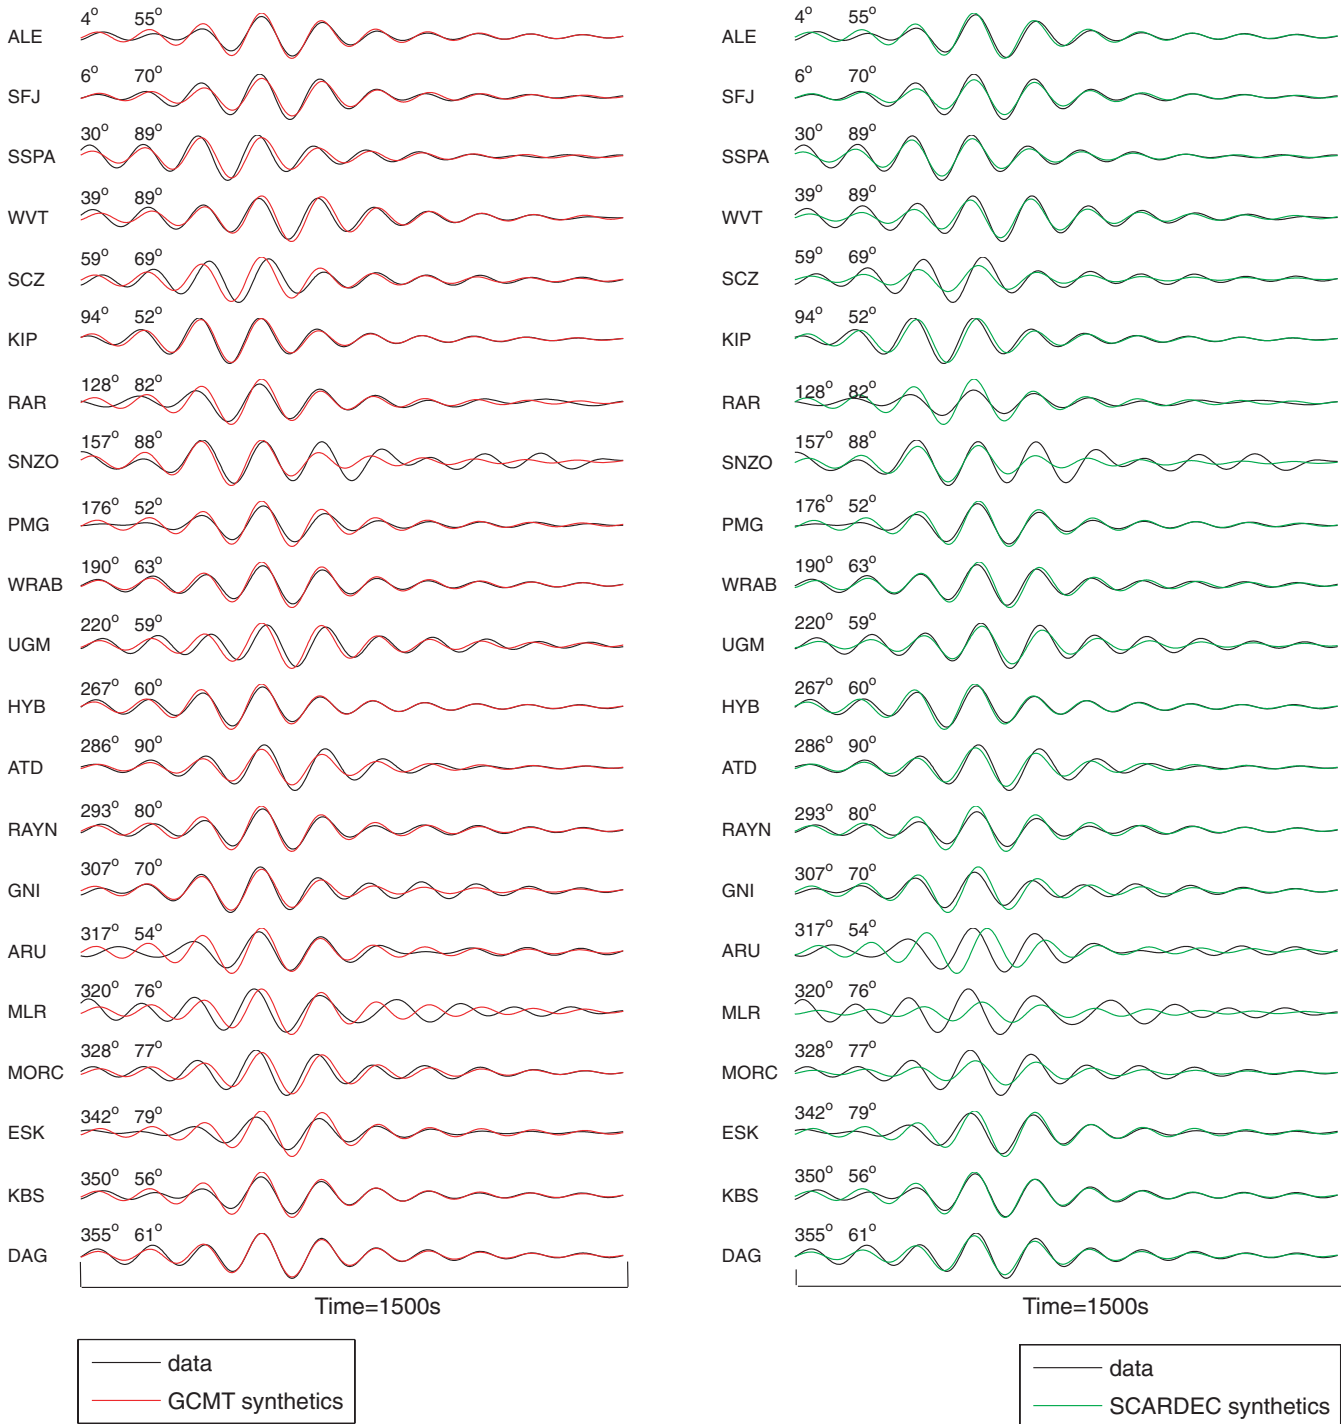 4° 55°
ALE
6° 70°
SFJ
30° 89°
SSPA
39° 89°
WVT
59° 69°
SCZ
94° 52°
KIP
128° 82°
RAR
157° 88°
SNZO
176° 52°
PMG
190° 63°
WRAB
220° 59°
UGM
267° 60°
HYB
286° 90°
ATD
293° 80°
RAYN
307° 70°
GNI
317° 54°
ARU
320° 76°
MLR
328° 77°
MORC
342° 79°
ESK
350° 56°
KBS
355° 61°
DAG
Time=1500s
data
GCMT synthetics
4° 55°
ALE
6° 70°
SFJ
30° 89°
SSPA
39° 89°
WVT
59° 69°
SCZ
94° 52°
KIP
128° 82°
RAR
157° 88°
SNZO
176° 52°
PMG
190° 63°
WRAB
220° 59°
UGM
267° 60°
HYB
286° 90°
ATD
293° 80°
RAYN
307° 70°
GNI
317° 54°
ARU
320° 76°
MLR
328° 77°
MORC
342° 79°
ESK
350° 56°
KBS
355° 61°
DAG
Time=1500s
data
SCARDEC synthetics